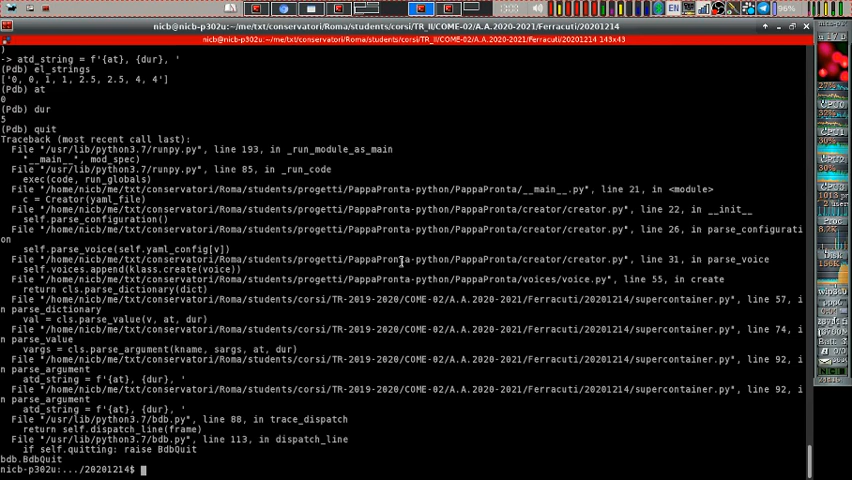 EN
96%
nicb@nicb-p302u:~/me/txt/conservatori/Roma/students/corsi/TR_II/COME-02/A.A.2020-2021/Ferracuti/20201214
nicb@nicb-p302u:~/me/txt/conservatori/Roma/students/corsi/TR_II/COME-02/A.A.2020-2021/Ferracuti/20201214 143x43
)
-> atd_string = f'{at}, {dur}, '
(Pdb) el_strings
['0, 0, 1, 1, 2.5, 2.5, 4, 4']
(Pdb) at
0
(Pdb) dur
5
(Pdb) quit
Traceback (most recent call last):
File "/usr/lib/python3.7/runpy.py", line 193, in _run_module_as_main
"__main__", mod_spec)
File "/usr/lib/python3.7/runpy.py", line 85, in _run_code
exec(code, run_globals)
File "/home/nicb/me/txt/conservatori/Roma/students/progetti/PappaPronta-python/PappaPronta/__main__.py", line 21, in <module>
c = Creator(yaml_file)
File "/home/nicb/me/txt/conservatori/Roma/students/progetti/PappaPronta-python/PappaPronta/creator/creator.py", line 22, in __init__
self.parse_configuration()
File "/home/nicb/me/txt/conservatori/Roma/students/progetti/PappaPronta-python/PappaPronta/creator/creator.py", line 26, in parse_configurati
on
self.parse_voice(self.yaml_config[v])
File "/home/nicb/me/txt/conservatori/Roma/students/progetti/PappaPronta-python/PappaPronta/creator/creator.py", line 31, in parse_voice
self.voices.append(klass.create(voice))
File "/home/nicb/me/txt/conservatori/Roma/students/progetti/PappaPronta-python/PappaPronta/voices/voice.py", line 55, in create
return cls.parse_dictionary(dict)
File "/home/nicb/me/txt/conservatori/Roma/students/corsi/TR-2019-2020/COME-02/A.A.2020-2021/Ferracuti/20201214/supercontainer.py", line 57, i
n parse_dictionary
val = cls.parse_value(v, at, dur)
File "/home/nicb/me/txt/conservatori/Roma/students/corsi/TR-2019-2020/COME-02/A.A.2020-2021/Ferracuti/20201214/supercontainer.py", line 74, i
n parse_value
vargs = cls.parse_argument(kname, sargs, at, dur)
File "/home/nicb/me/txt/conservatori/Roma/students/corsi/TR-2019-2020/COME-02/A.A.2020-2021/Ferracuti/20201214/supercontainer.py", line 92, i
n parse_argument
atd_string = f'{at}, {dur}, '
File "/home/nicb/me/txt/conservatori/Roma/students/corsi/TR-2019-2020/COME-02/A.A.2020-2021/Ferracuti/20201214/supercontainer.py", line 92, i
n parse_argument
atd_string = f'{at}, {dur}, '
File "/usr/lib/python3.7/bdb.py", line 88, in trace_dispatch
return self.dispatch_line(frame)
File "/usr/lib/python3.7/bdb.py", line 113, in dispatch_line
if self.quitting: raise BdbQuit
bdb.BdbQuit
nicb-p302u:.../20201214$
CPU0
CPU1
Proc
Disk